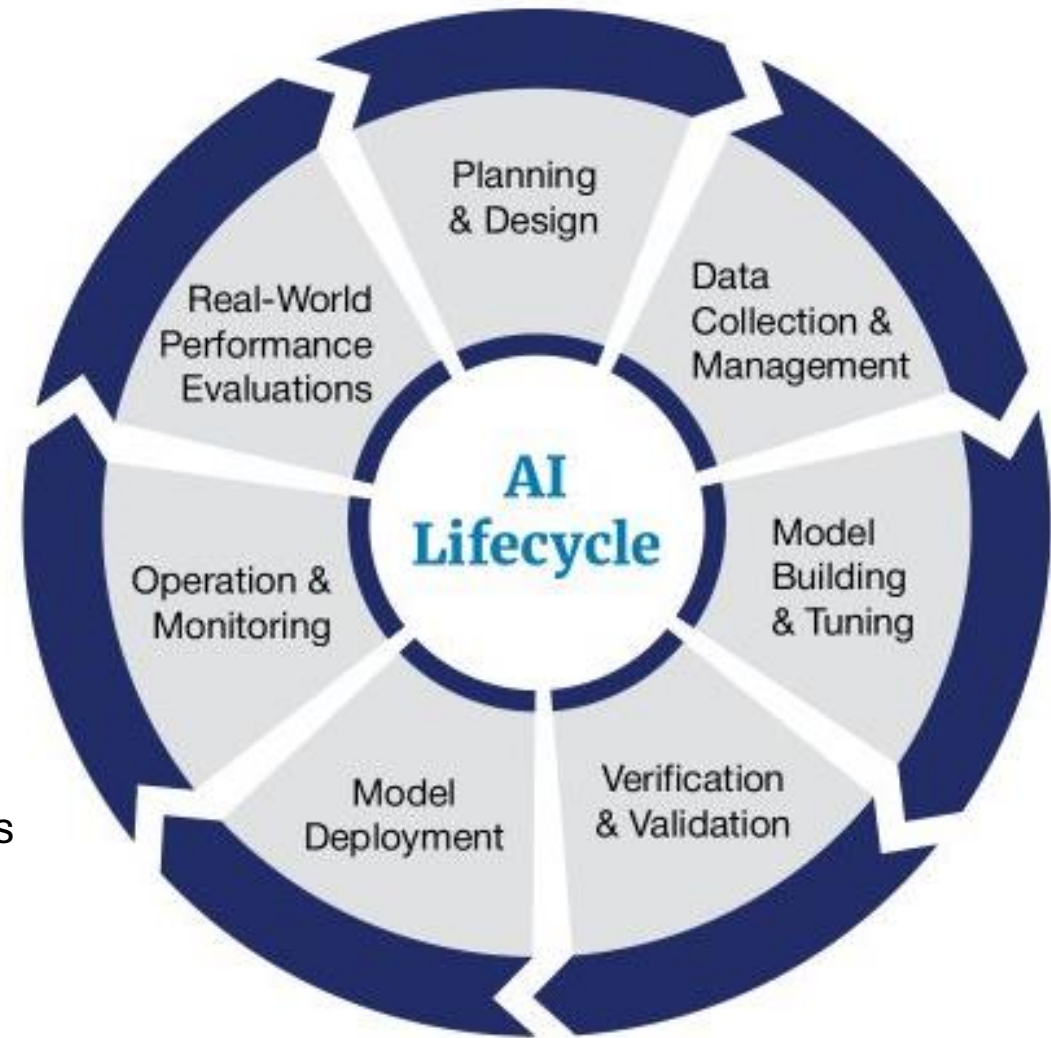 Planning
& Design
Data
Collection &
Management
Model
Building
& Tuning
Verification
& Validation
Model
Deployment
Operation &
Monitoring
Real-World
Performance
Evaluations
AI
Lifecycle
s